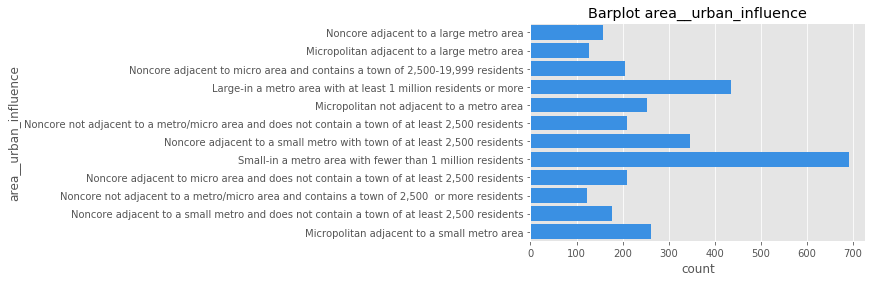 Barplot area__urban_influence
area__urban_influence
Noncore adjacent to a large metro area
Micropolitan adjacent to a large metro area
Noncore adjacent to micro area and contains a town of 2,500-19,999 residents
Large-in a metro area with at least 1 million residents or more
Micropolitan not adjacent to a metro area
Noncore not adjacent to a metro/micro area and does not contain a town of at least 2,500 residents
Noncore adjacent to a small metro with town of at least 2,500 residents
Small-in a metro area with fewer than 1 million residents
Noncore adjacent to micro area and does not contain a town of at least 2,500 residents
Noncore not adjacent to a metro/micro area and contains a town of 2,500  or more residents
Noncore adjacent to a small metro and does not contain a town of at least 2,500 residents
Micropolitan adjacent to a small metro area
0 100 200 300 400 500 600 700
count